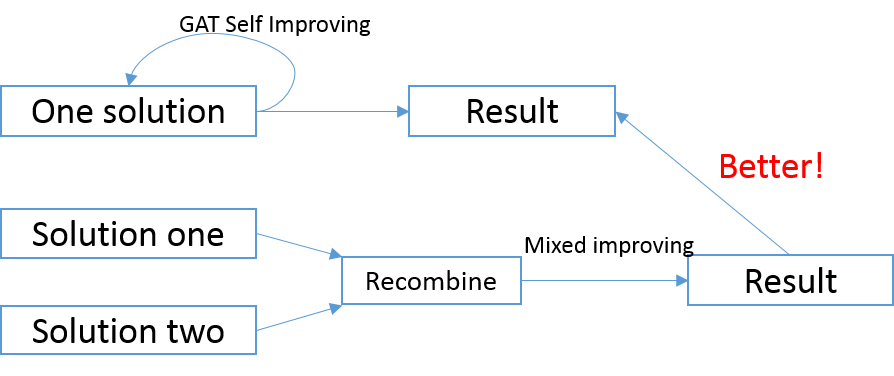 GAT Self Improving
One solution
Result
Better!
Solution one
Mixed improving
Recombine
Result
Solution two